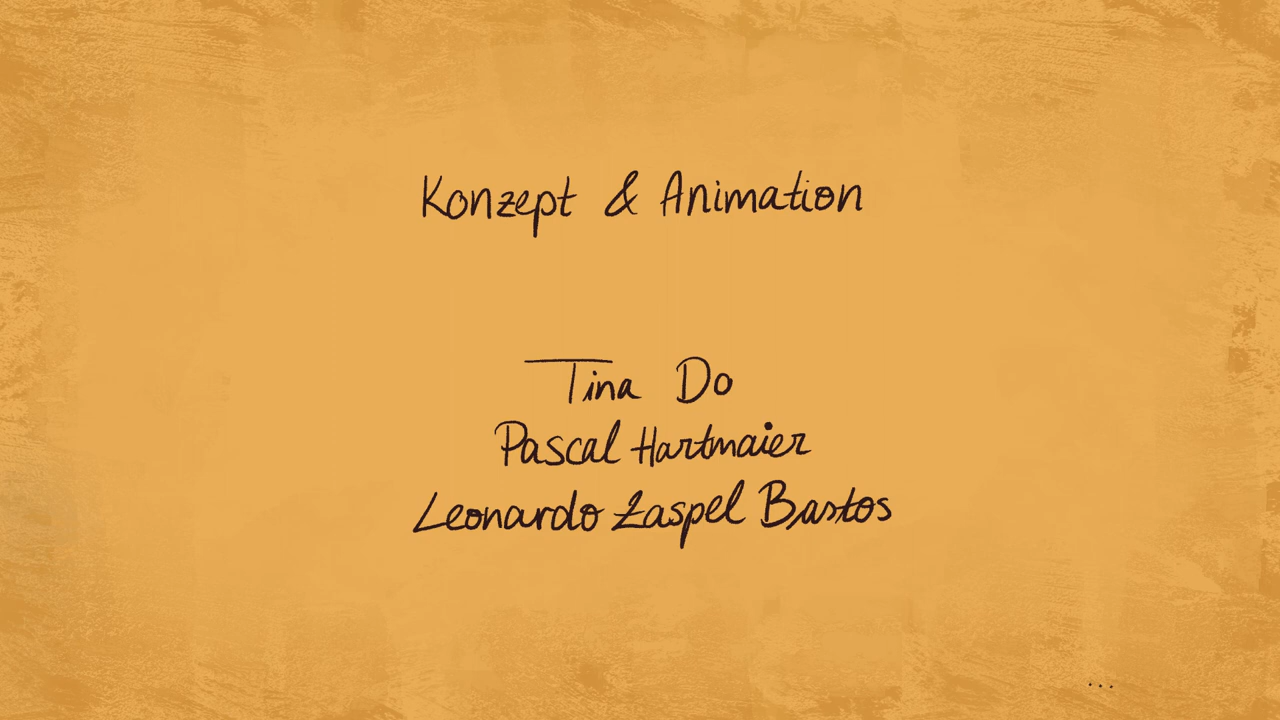 Konzept & Animation
Tina Do
Pascal Hartmaier
Leonardo Zaspel Bastos
...